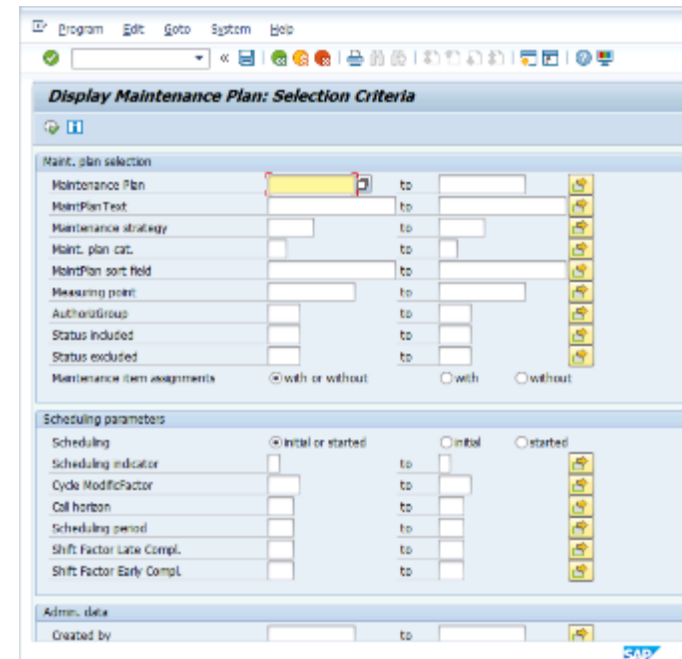 Program Edit Goto System Help
Display Maintenance Plan: Selection Criteria
Maint. plan selection
Maintenance Plan to
MaintPlanText to
Maintenance strategy to
Maint. plan cat. to
MaintPlan sort field to
Measuring point to
AuthorizGroup to
Status included to
Status excluded to
Maintenance item assignments with or without with without
Scheduling parameters
Scheduling initial or started initial started
Scheduling indicator to
Cycle ModificFactor to
Call horizon to
Scheduling period to
Shift Factor Late Compl. to
Shift Factor Early Compl. to
Admn. data
Created by to
SAP